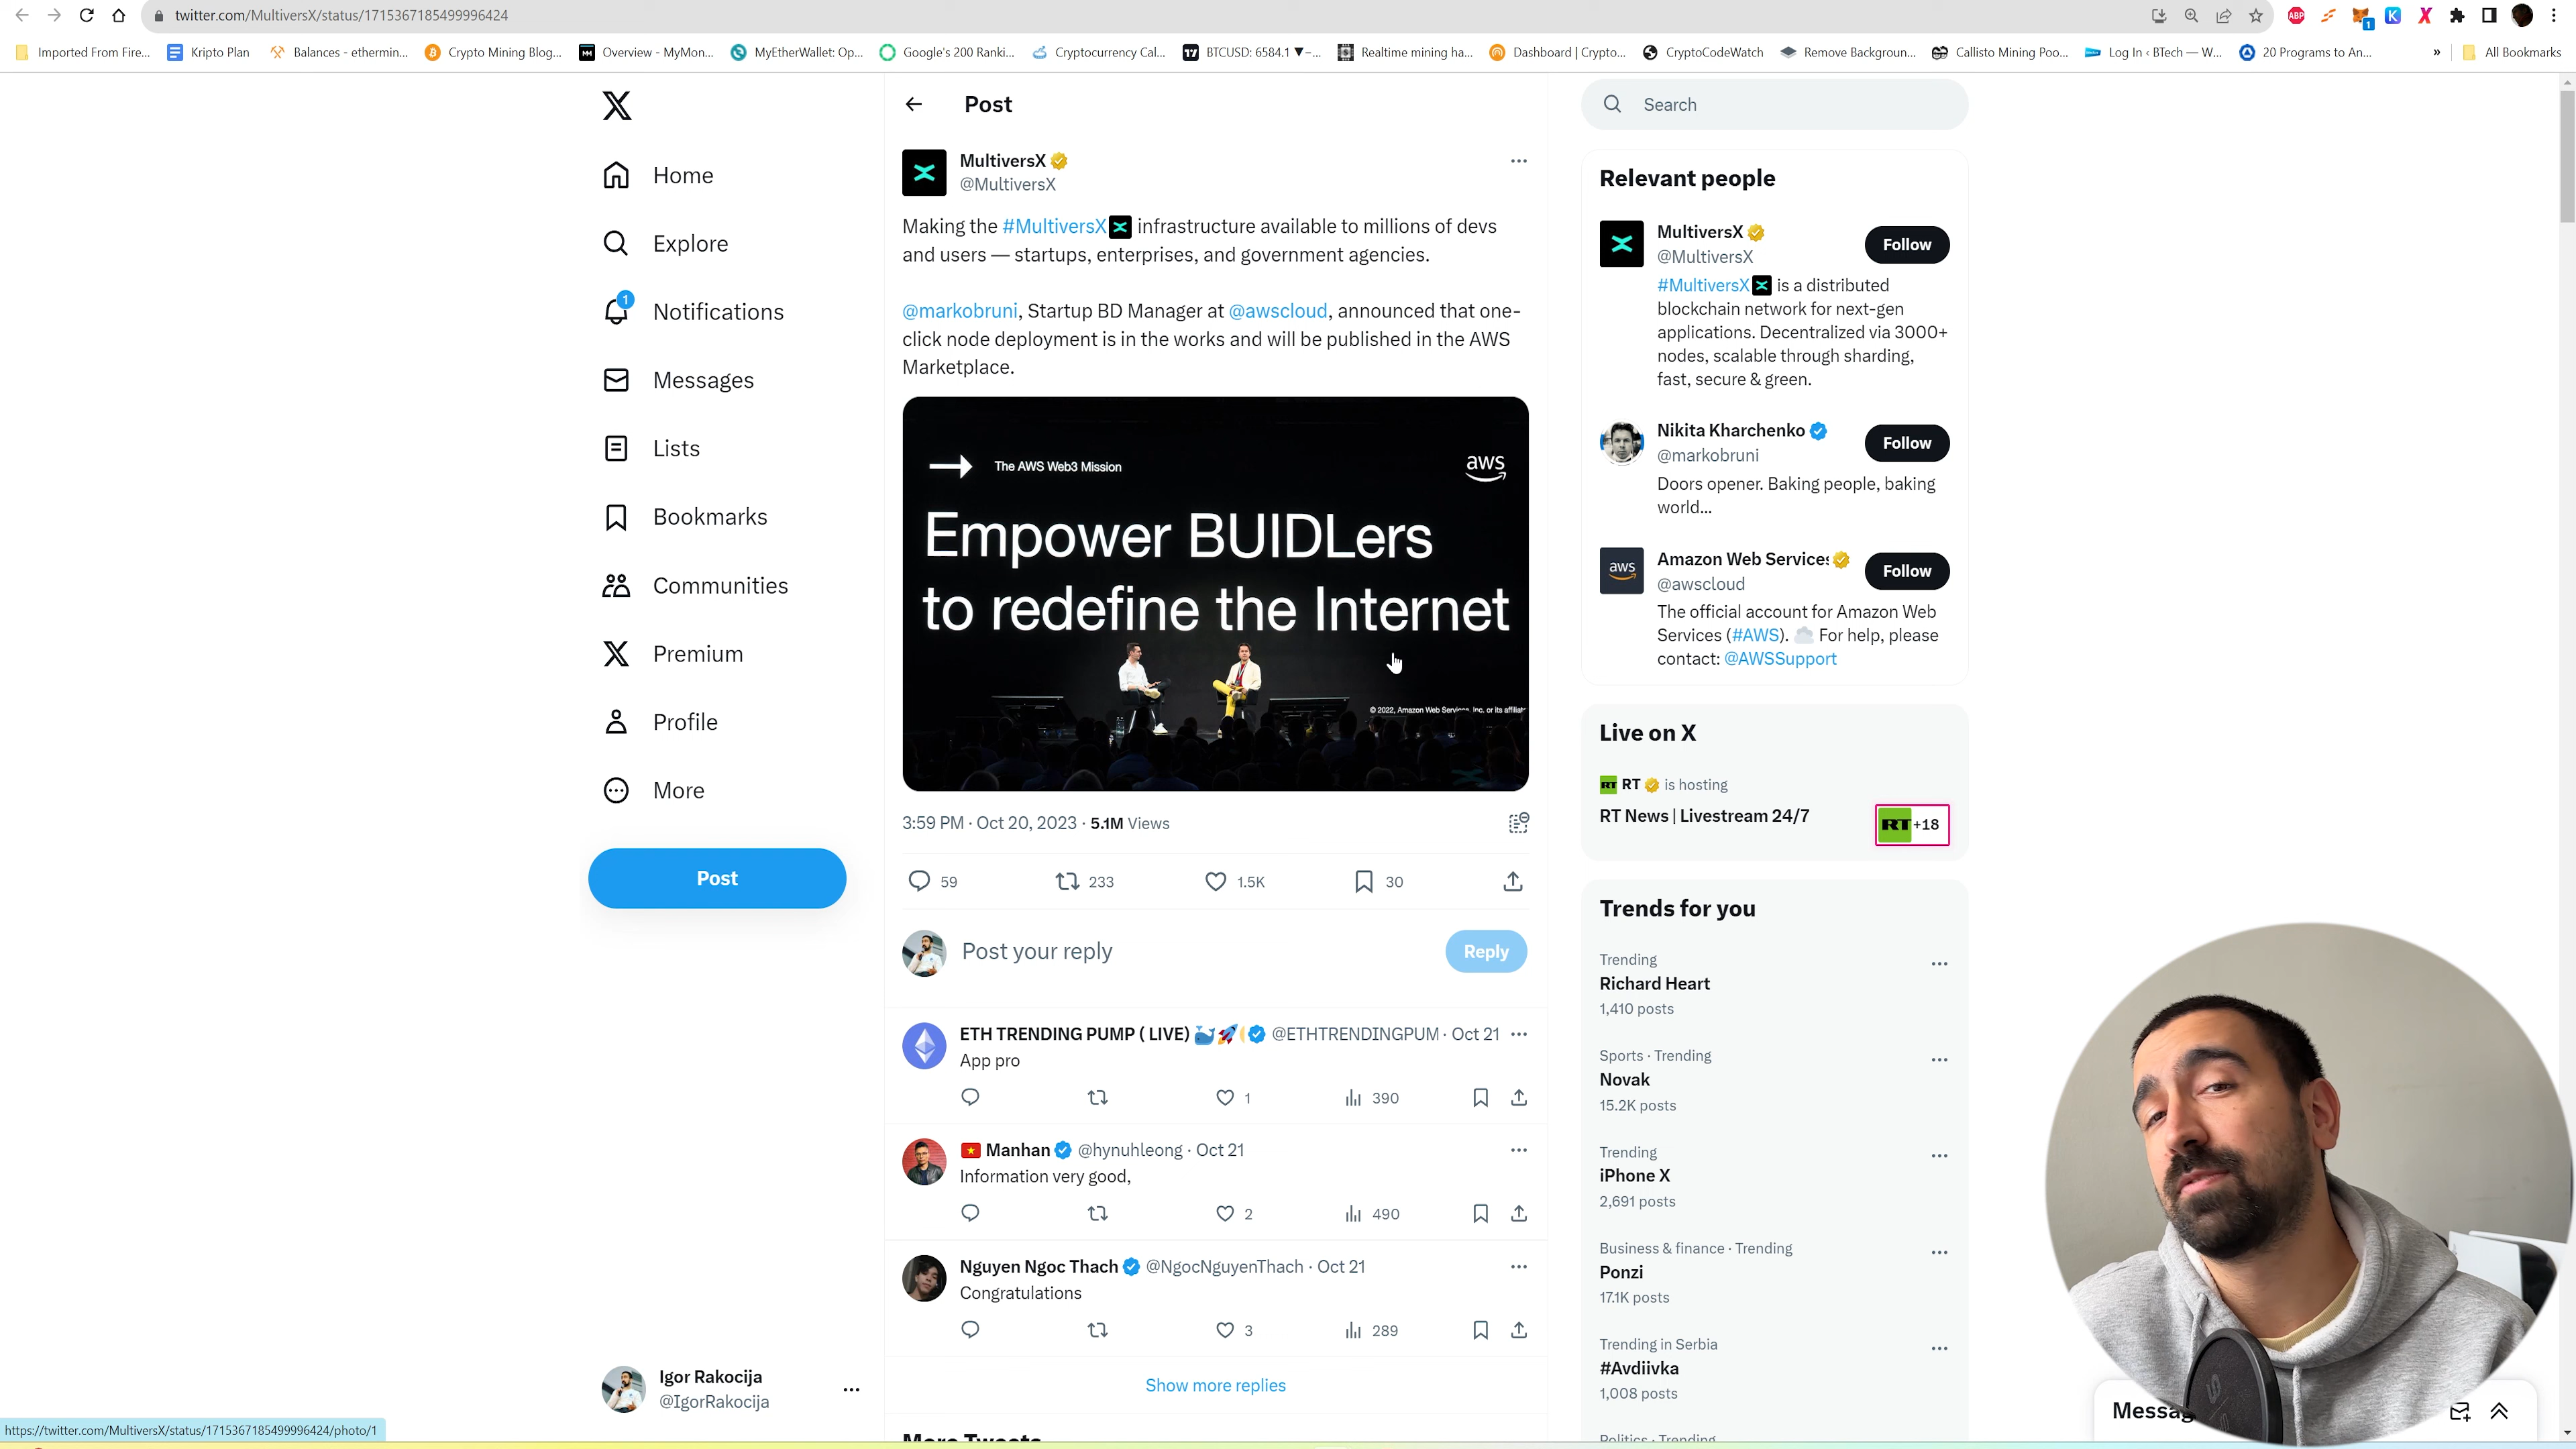 twitter.com/MultiversX/status/1715367185499996424
ABP
1
Imported From Fire...
Kripto Plan
Balances - ethermin...
Crypto Mining Blog...
Overview - MyMon...
MyEtherWallet: Op...
Google's 200 Ranki...
Cryptocurrency Cal...
BTCUSD: 6584.1 ▼−...
Realtime mining ha...
Dashboard | Crypto...
CryptoCodeWatch
Remove Backgroun...
Callisto Mining Poo...
Log In ‹ BTech — W...
20 Programs to An...
»
All Bookmarks
Home
Explore
1
Notifications
Messages
Lists
Bookmarks
Communities
Premium
Profile
More
Post
Igor Rakocija
@IgorRakocija
https://twitter.com/MultiversX/status/1715367185499996424/photo/1
Post
MultiversX
@MultiversX
Making the #MultiversX infrastructure available to millions of devs
and users — startups, enterprises, and government agencies.
@markobruni, Startup BD Manager at @awscloud, announced that one-
click node deployment is in the works and will be published in the AWS
Marketplace.
The AWS Web3 Mission
aws
Empower BUIDLers
to redefine the Internet
© 2022, Amazon Web Services, Inc. or its affiliat
3:59 PM · Oct 20, 2023 · 5.1M Views
59
233
1.5K
30
Post your reply
Reply
ETH TRENDING PUMP ( LIVE) @ETHTRENDINGPUM · Oct 21
App pro
1
390
Manhan @hynuhleong · Oct 21
Information very good,
2
490
Nguyen Ngoc Thach @NgocNguyenThach · Oct 21
Congratulations
3
289
Show more replies
More Tweets
Search
Relevant people
MultiversX
@MultiversX
Follow
#MultiversX is a distributed
blockchain network for next-gen
applications. Decentralized via 3000+
nodes, scalable through sharding,
fast, secure & green.
Nikita Kharchenko
@markobruni
Follow
Doors opener. Baking people, baking
world...
aws
Amazon Web Services
@awscloud
Follow
The official account for Amazon Web
Services (#AWS). For help, please
contact: @AWSSupport
Live on X
RT RT is hosting
RT News | Livestream 24/7
RT +18
Trends for you
Trending
Richard Heart
1,410 posts
Sports · Trending
Novak
15.2K posts
Trending
iPhone X
2,691 posts
Business & finance · Trending
Ponzi
17.1K posts
Trending in Serbia
#Avdiivka
1,008 posts
Politics · Trending
Messag